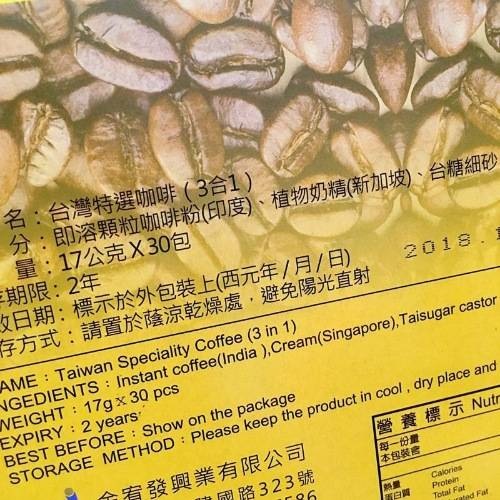 名：台灣特選咖啡（3合1）
分：即溶顆粒咖啡粉(印度)、植物奶精(新加坡)、台糖細砂
量：17公克X30包
期限：2年
日期：標示於外包裝上(西元年/月/日)
2018.
存方式：請置於蔭涼乾燥處，避免陽光直射
AME：Taiwan Speciality Coffee (3 in 1)
NGEDIENTS：Instant coffee(India ),Cream(Singapore),Taisugar castor
WEIGHT：17g x 30 pcs
EXPIRY：2 years
BEST BEFORE：Show on the package
STORAGE METHOD：Please keep the product in cool , dry place and
營養標示 Nutr
每一份量
本包裝含
熱量 Calories
蛋白質 Protein
Total Fat
rated Fat
金宥發興業有限公司
國路323號